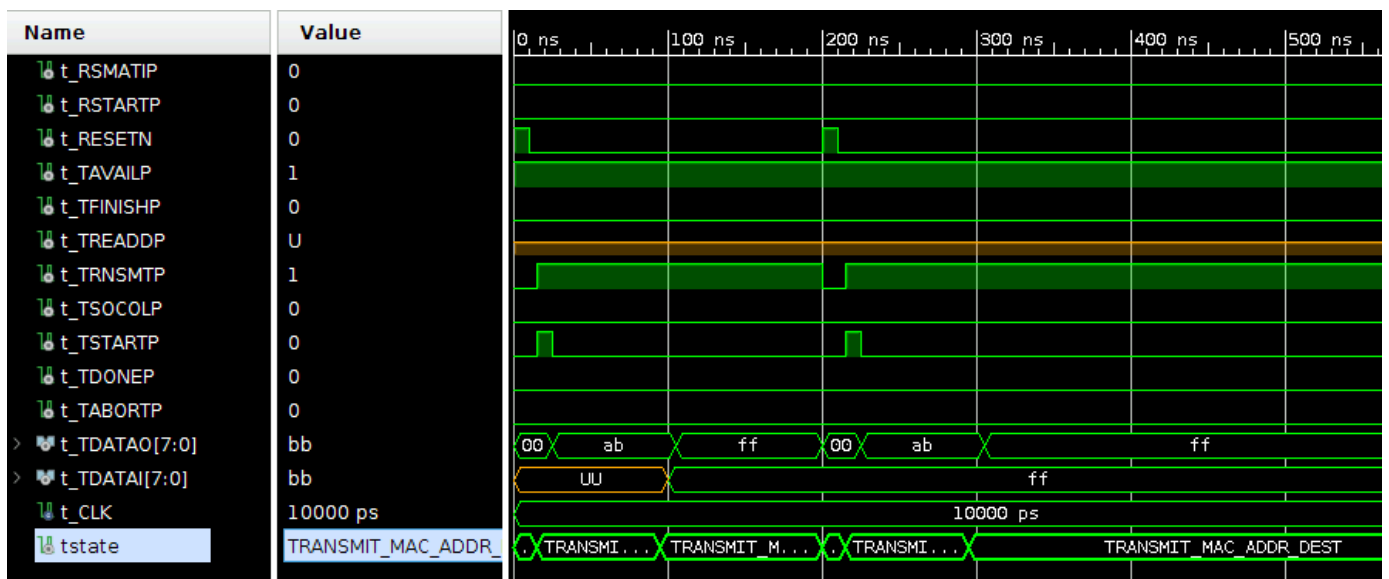 Name Value 0 ns 100 ns 200 ns 300 ns 400 ns 500 ns
t_RSMATIP 0
t_RSTARTP 0
t_RESETN 0
t_TAVAILP 1
t_TFINISHP 0
t_TREADDP U
t_TRNSMTP 1
t_TSOCOLP 0
t_TSTARTP 0
t_TDONEP 0
t_TABORTP 0
> t_TDATAO[7:0] bb 00 ab ff 00 ab ff
> t_TDATAI[7:0] bb UU ff
t_CLK 10000 ps 10000 ps
tstate TRANSMIT_MAC_ADDR_ . TRANSMI... TRANSMIT_M... . TRANSMI... TRANSMIT_MAC_ADDR_DEST